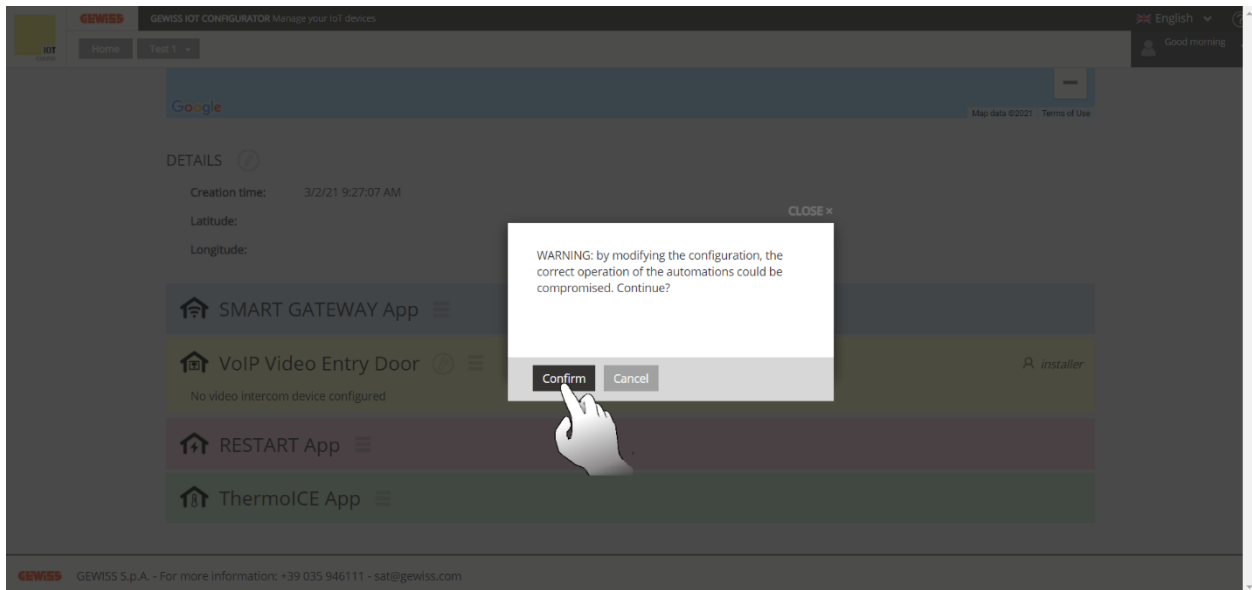 GEWISS GEWISS IOT CONFIGURATOR Manage your IoT devices English
IOT Home Test 1 Good morning
Google Map data ©2021 Terms of Use
DETAILS
Creation time: 3/2/21 9:27:07 AM
Latitude:
Longitude:
CLOSE ×
WARNING: by modifying the configuration, the
correct operation of the automations could be
compromised. Continue?
Confirm Cancel
SMART GATEWAY App
VoIP Video Entry Door installer
No video intercom device configured
RESTART App
ThermoICE App
GEWISS GEWISS S.p.A. - For more information: +39 035 946111 - sat@gewiss.com